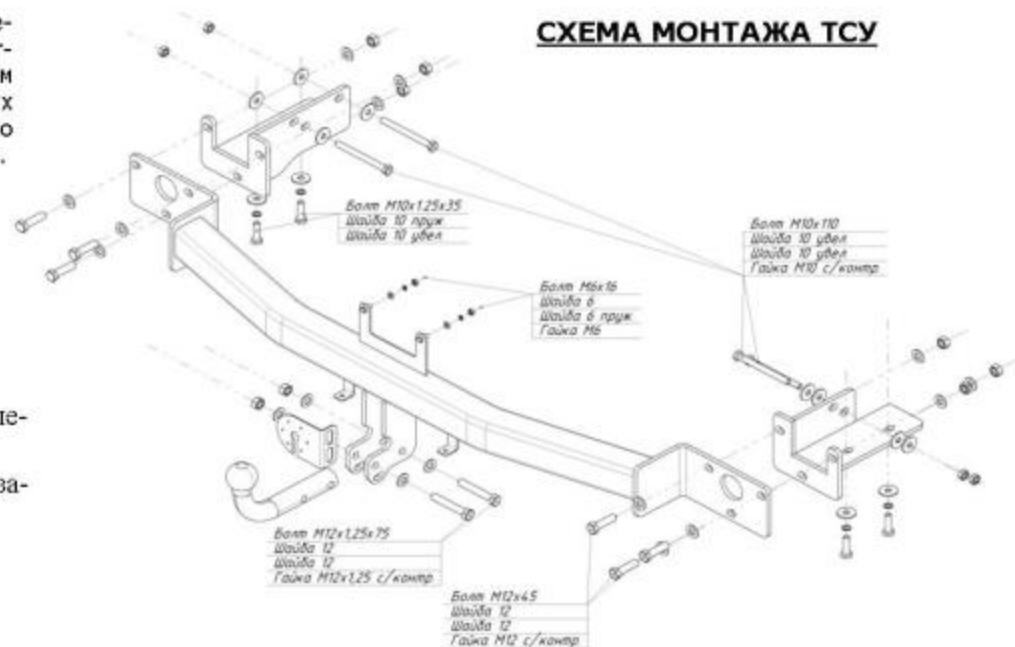 СХЕМА МОНТАЖА ТСУ
е-
т-
м
х
о
.
Болт М10х1.25х35
Шайба 10 пруж
Шайба 10 увел
Болт М10х110
Шайба 10 увел
Шайба 10 увел
Гайка М10 с/контр
Болт М6х16
Шайба 6
Шайба 6 пруж
Гайка М6
ле-
ва-
Болт М12х1,25х75
Шайба 12
Шайба 12
Гайка М12х1,25 с/контр
Болт М12х45
Шайба 12
Шайба 12
Гайка М12 с/контр